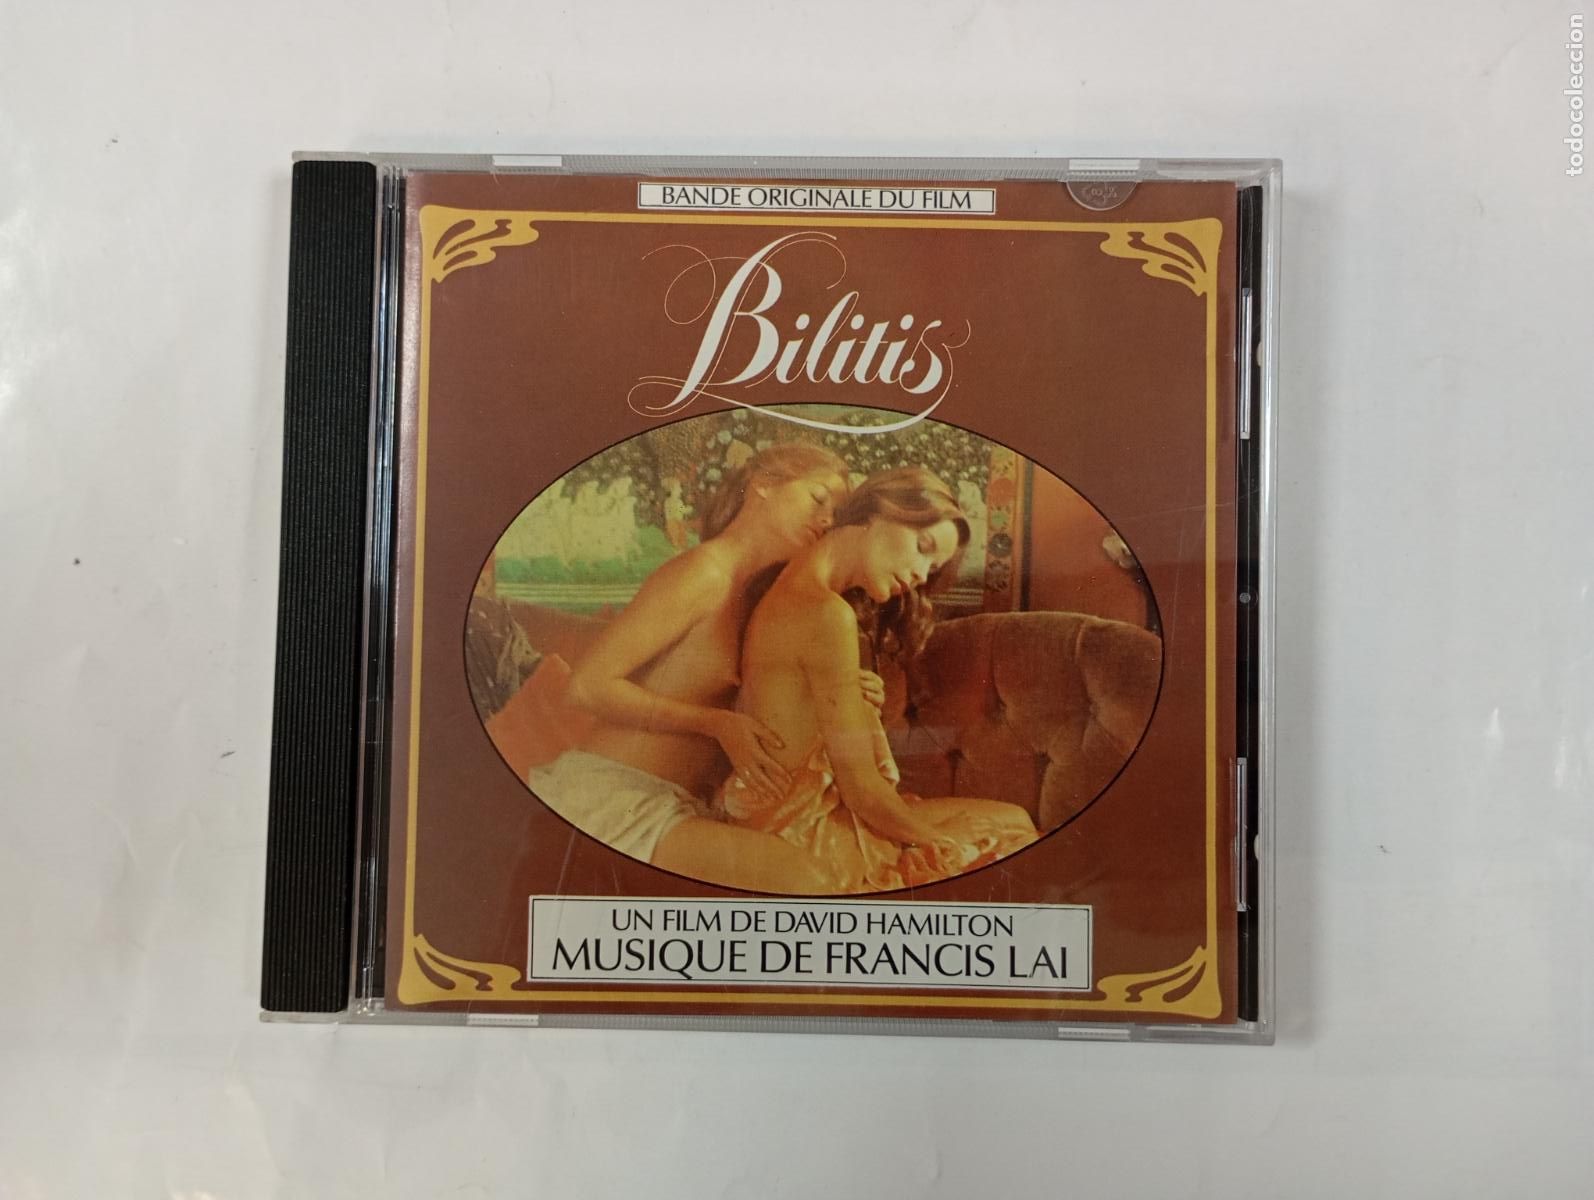 BANDE ORIGINALE DU FILM
Bilitis
UN FILM DE DAVID HAMILTON
MUSIQUE DE FRANCIS LAI
todocoleccion